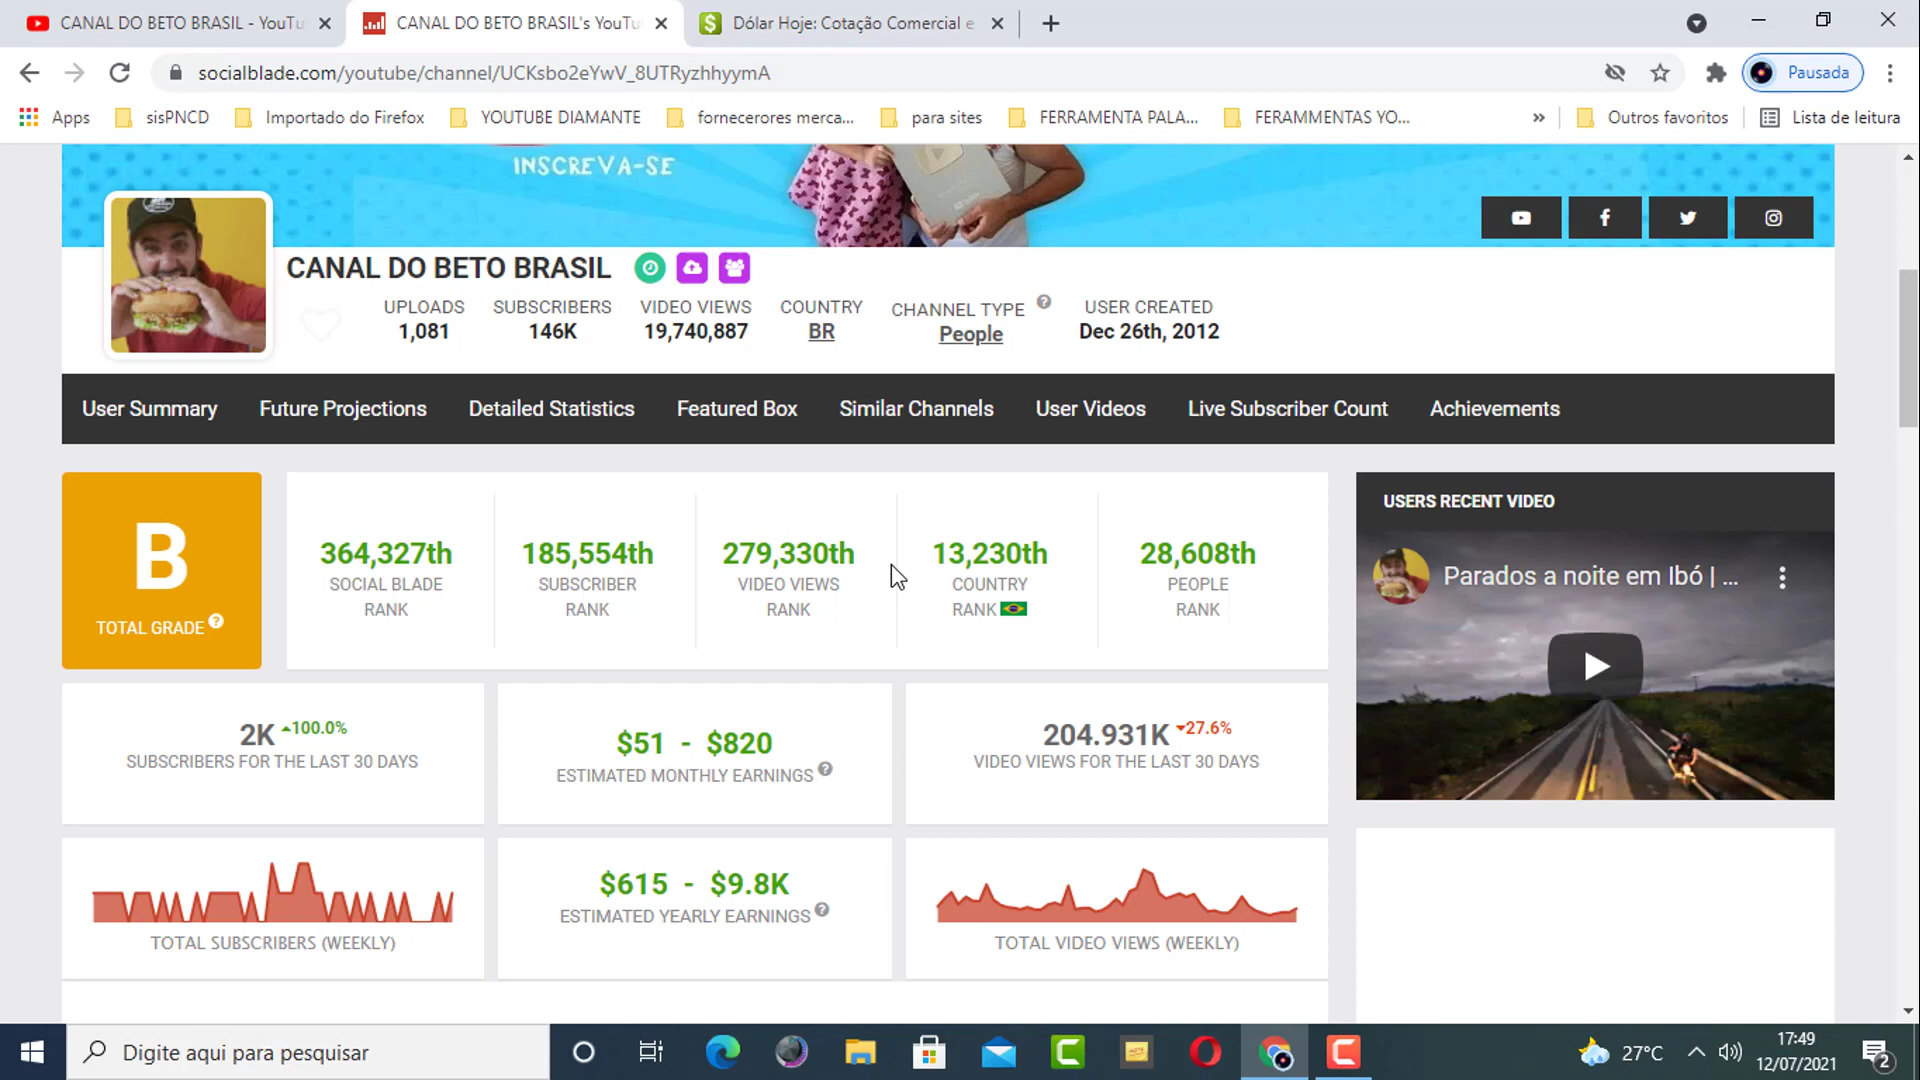 CANAL DO BETO BRASIL - YouTu
CANAL DO BETO BRASIL's YouTu
Dólar Hoje: Cotação Comercial e
socialblade.com/youtube/channel/UCKsbo2eYwV_8UTRyzhhyymA
Pausada
Apps
sisPNCD
Importado do Firefox
YOUTUBE DIAMANTE
fornecerores merca...
para sites
FERRAMENTA PALA...
FERAMMENTAS YO...
»
Outros favoritos
Lista de leitura
INSCREVA-SE
CANAL DO BETO BRASIL
UPLOADS
1,081
SUBSCRIBERS
146K
VIDEO VIEWS
19,740,887
COUNTRY
BR
CHANNEL TYPE
People
USER CREATED
Dec 26th, 2012
User Summary
Future Projections
Detailed Statistics
Featured Box
Similar Channels
User Videos
Live Subscriber Count
Achievements
B
TOTAL GRADE
364,327th
SOCIAL BLADE
RANK
185,554th
SUBSCRIBER
RANK
279,330th
VIDEO VIEWS
RANK
13,230th
COUNTRY
RANK
28,608th
PEOPLE
RANK
USERS RECENT VIDEO
Parados a noite em Ibó | ...
2K 100.0%
SUBSCRIBERS FOR THE LAST 30 DAYS
$51 - $820
ESTIMATED MONTHLY EARNINGS
204.931K 27.6%
VIDEO VIEWS FOR THE LAST 30 DAYS
TOTAL SUBSCRIBERS (WEEKLY)
$615 - $9.8K
ESTIMATED YEARLY EARNINGS
TOTAL VIDEO VIEWS (WEEKLY)
Digite aqui para pesquisar
27°C
17:49
12/07/2021
2